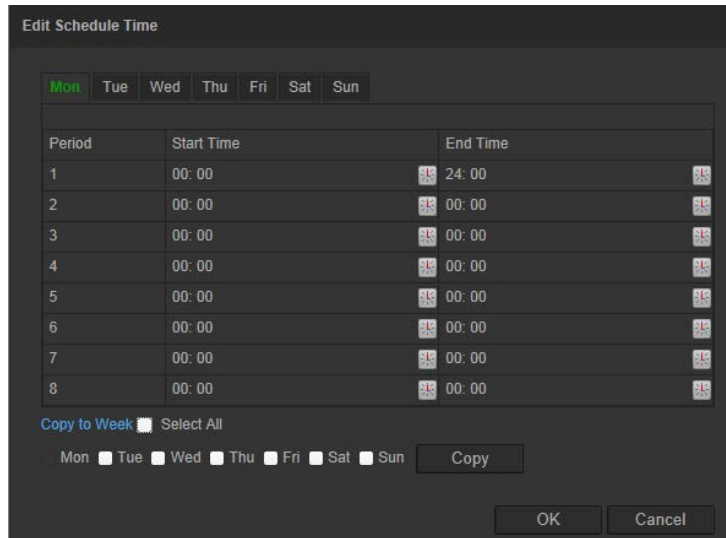 Edit Schedule Time
Mon Tue Wed Thu Fri Sat Sun
Period Start Time End Time
1 00: 00 24: 00
2 00: 00 00: 00
3 00: 00 00: 00
4 00: 00 00: 00
5 00: 00 00: 00
6 00: 00 00: 00
7 00: 00 00: 00
8 00: 00 00: 00
Copy to Week Select All
Mon Tue Wed Thu Fri Sat Sun Copy
OK Cancel